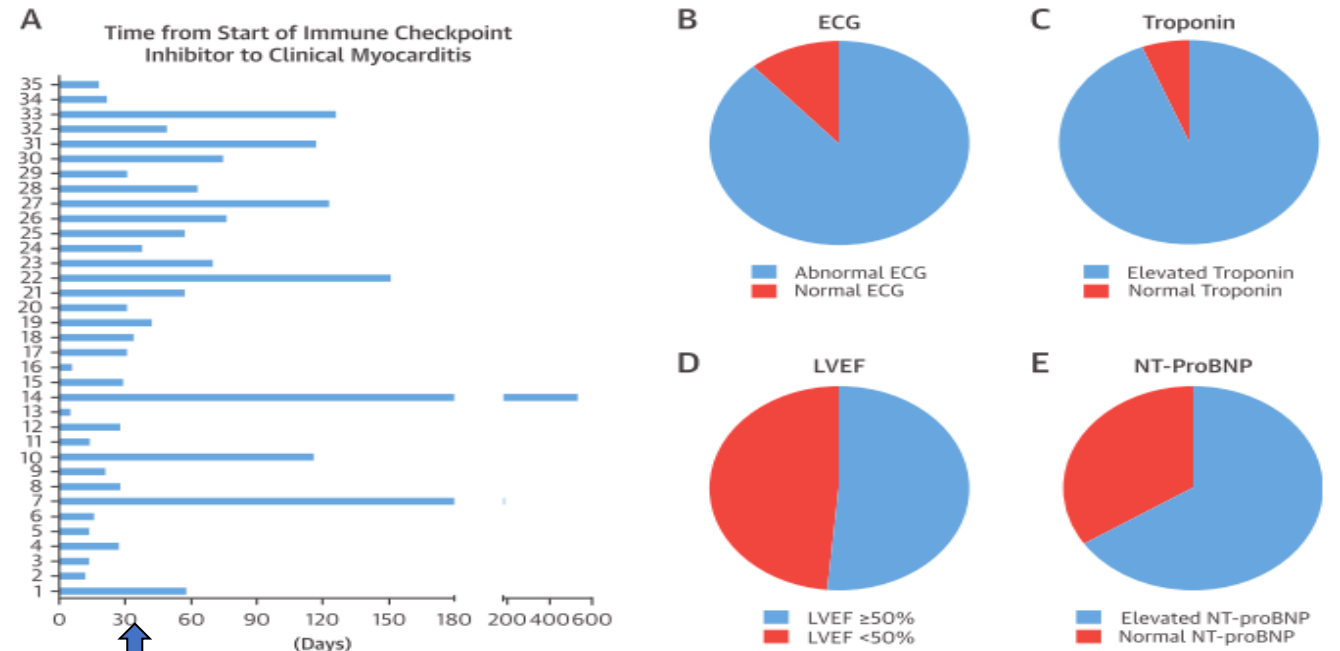 A
Time from Start of Immune Checkpoint
Inhibitor to Clinical Myocarditis
35
34
33
32
31
30
29
28
27
26
25
24
23
22
21
20
19
18
17
16
15
14
13
12
11
10
9
8
7
6
5
4
3
2
1
0 30 60 90 120 150 180 200 400 600
(Days)
B
ECG
Abnormal ECG
Normal ECG
C
Troponin
Elevated Troponin
Normal Troponin
D
LVEF
LVEF ≥50%
LVEF <50%
E
NT-ProBNP
Elevated NT-proBNP
Normal NT-proBNP